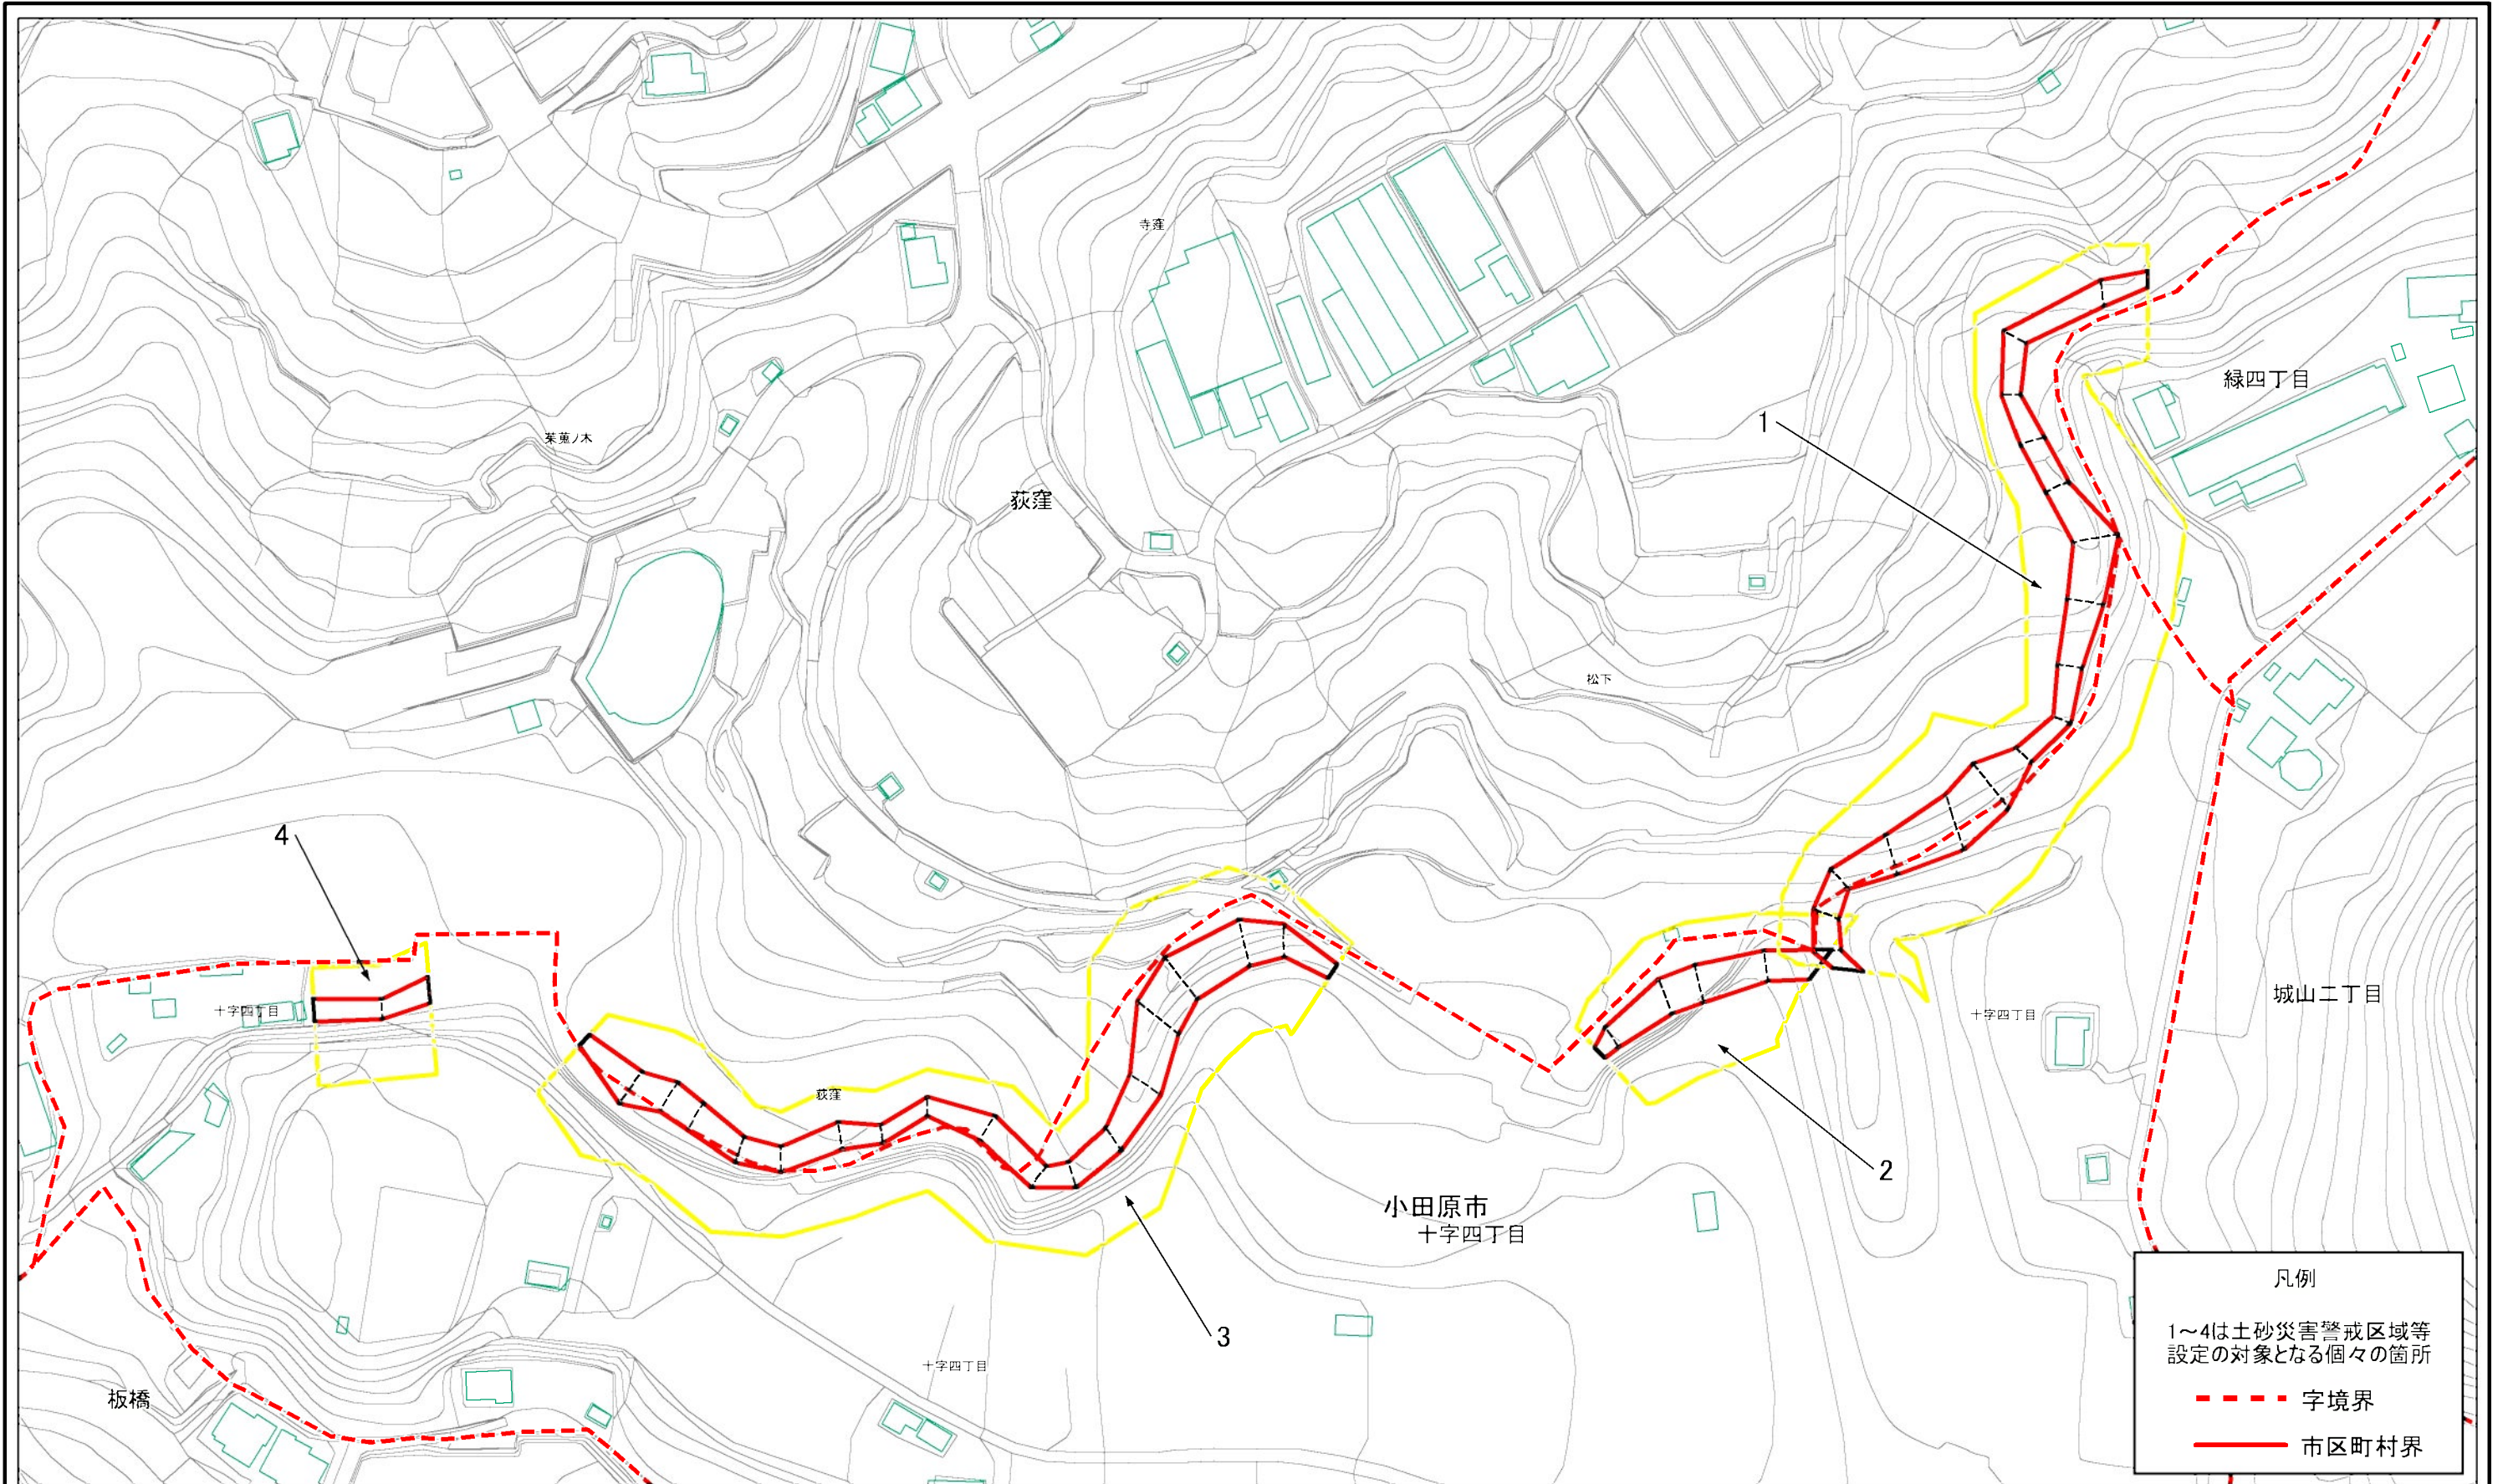 寺窪
緑四丁目
1
茱萸ノ木
荻窪
松下
4
十字四丁目
城山二丁目
十字四丁目
荻窪
2
小田原市
十字四丁目
3
十字四丁目
板橋
凡例
1～4は土砂災害警戒区域等
設定の対象となる個々の箇所
字境界
市区町村界